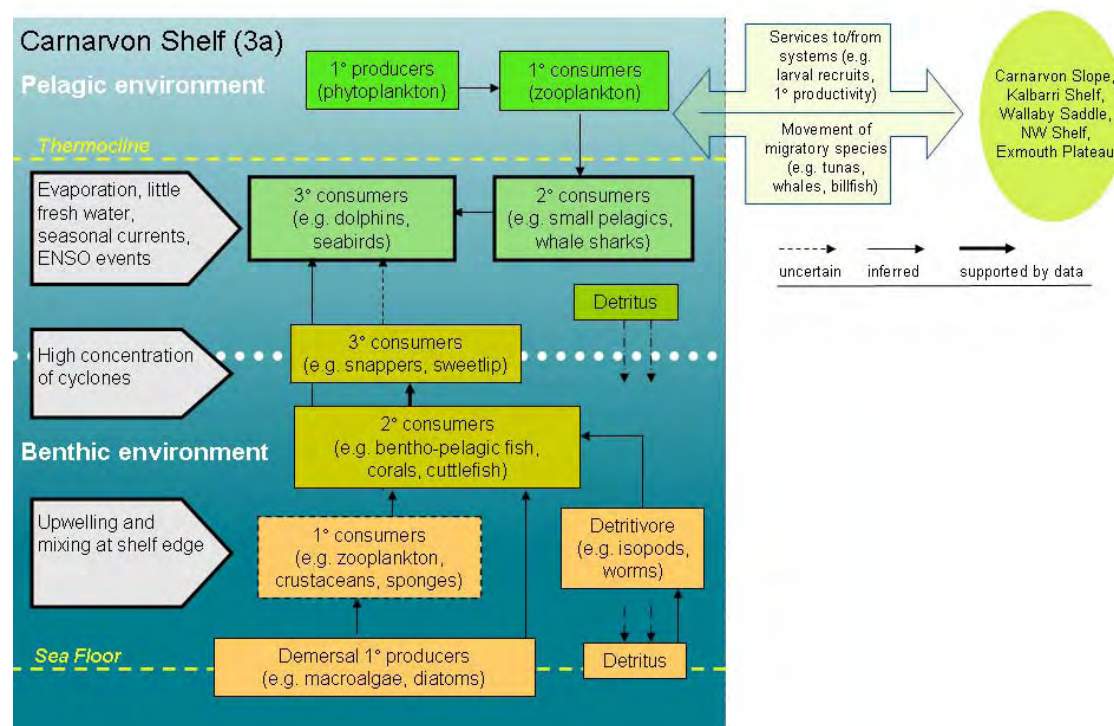 Carnarvon Shelf (3a)
Pelagic environment
1° producers
(phytoplankton)
1° consumers
(zooplankton)
Services to/from
systems (e.g.
larval recruits,
1° productivity)
Movement of
migratory species
(e.g. tunas,
whales, billfish)
Carnarvon Slope,
Kalbarri Shelf,
Wallaby Saddle,
NW Shelf,
Exmouth Plateau
Thermocline
Evaporation, little
fresh water,
seasonal currents,
ENSO events
3° consumers
(e.g. dolphins,
seabirds)
2° consumers
(e.g. small pelagics,
whale sharks)
uncertain
inferred
supported by data
Detritus
High concentration
of cyclones
3° consumers
(e.g. snappers, sweetlip)
Benthic environment
2° consumers
(e.g. bentho-pelagic fish,
corals, cuttlefish)
Upwelling and
mixing at shelf edge
1° consumers
(e.g. zooplankton,
crustaceans, sponges)
Detritivore
(e.g. isopods,
worms)
Sea Floor
Demersal 1° producers
(e.g. macroalgae, diatoms)
Detritus